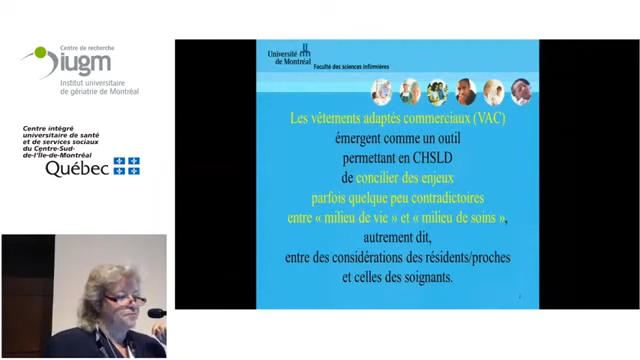 Centre de recherche
iugm
Institut universitaire
de gériatrie de Montréal
Centre intégré
universitaire de santé
et de services sociaux
du Centre-Sud-
de-l'Île-de-Montréal
Québec
Université
de Montréal
Faculté des sciences infirmières
Les vêtements adaptés commerciaux (VAC)
émergent comme un outil
permettant en CHSLD
de concilier des enjeux
parfois quelque peu contradictoires
entre « milieu de vie » et « milieu de soins »,
autrement dit,
entre des considérations des résidents/proches
et celles des soignants.